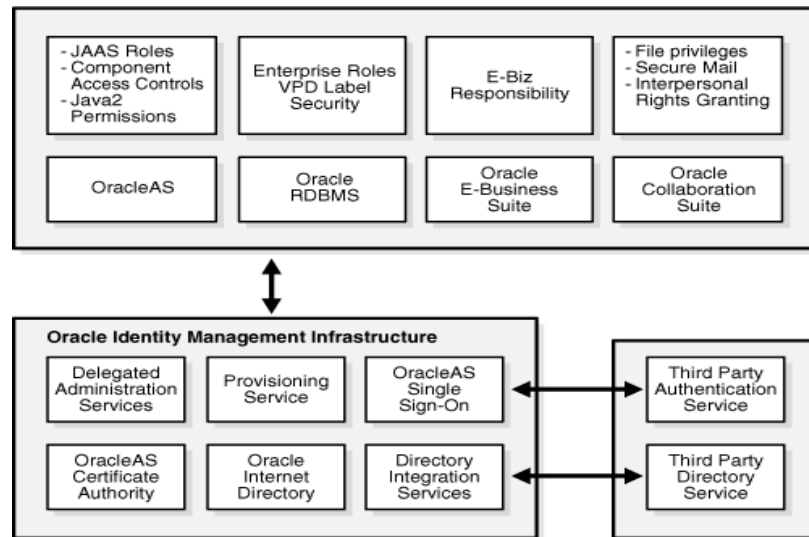 - JAAS Roles
- Component
Access Controls
- Java2
Permissions
Enterprise Roles
VPD Label
Security
E-Biz
Responsibility
- File privileges
- Secure Mail
- Interpersonal
Rights Granting
OracleAS
Oracle
RDBMS
Oracle
E-Business
Suite
Oracle
Collaboration
Suite
Oracle Identity Management Infrastructure
Delegated
Administration
Services
Provisioning
Service
OracleAS
Single
Sign-On
Third Party
Authentication
Service
OracleAS
Certificate
Authority
Oracle
Internet
Directory
Directory
Integration
Services
Third Party
Directory
Service